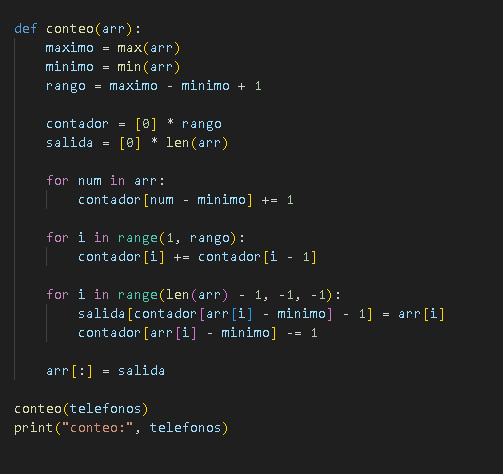 def conteo(arr):
    maximo = max(arr)
    minimo = min(arr)
    rango = maximo - minimo + 1

    contador = [0] * rango
    salida = [0] * len(arr)

    for num in arr:
        contador[num - minimo] += 1

    for i in range(1, rango):
        contador[i] += contador[i - 1]

    for i in range(len(arr) - 1, -1, -1):
        salida[contador[arr[i] - minimo] - 1] = arr[i]
        contador[arr[i] - minimo] -= 1

    arr[:] = salida

conteo(telefonos)
print("conteo:", telefonos)